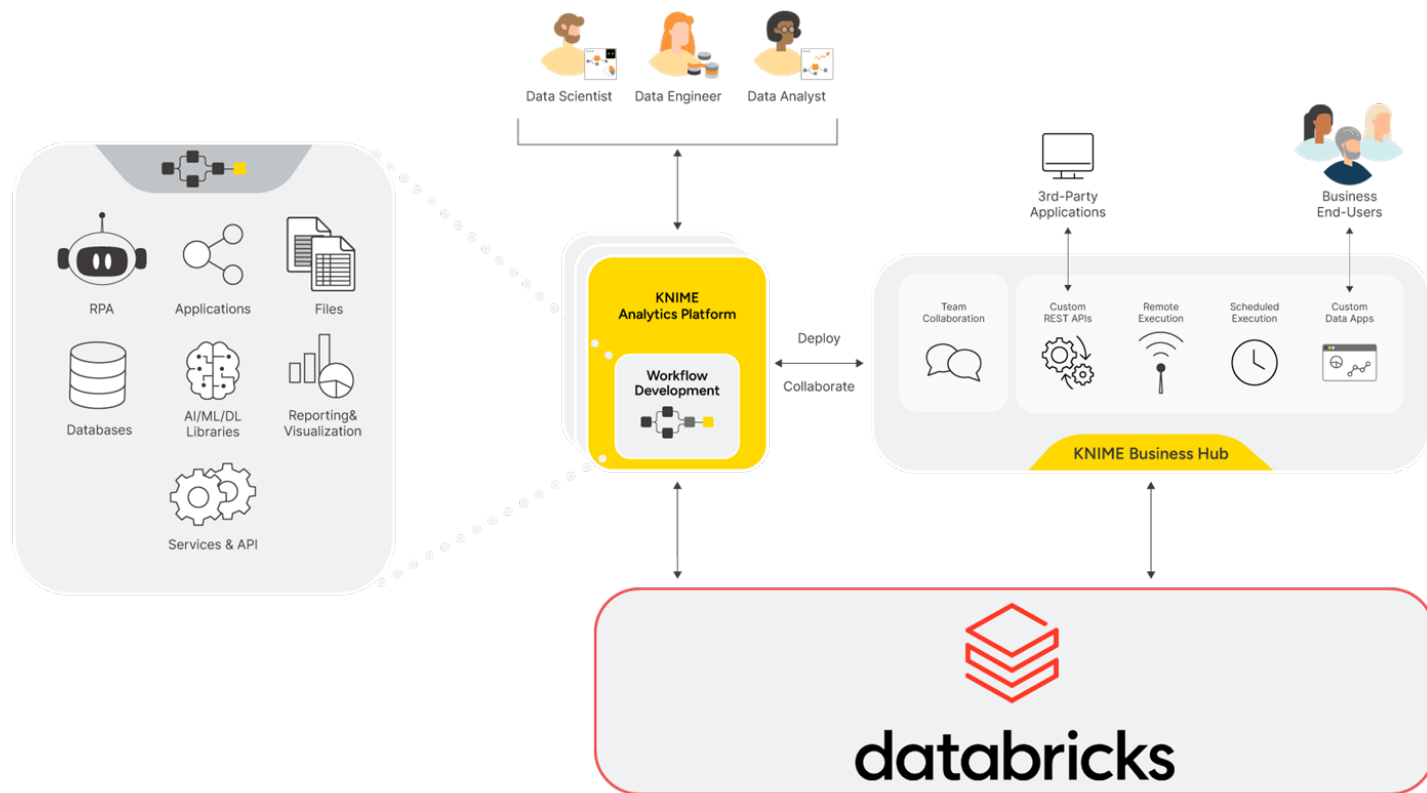 Data Scientist
Data Engineer
Data Analyst
RPA
Applications
Files
Databases
AI/ML/DL
Libraries
Reporting&
Visualization
Services & API
KNIME
Analytics Platform
Workflow
Development
Deploy
Collaborate
3rd-Party
Applications
Business
End-Users
Team
Collaboration
Custom
REST APIs
Remote
Execution
Scheduled
Execution
Custom
Data Apps
KNIME Business Hub
databricks